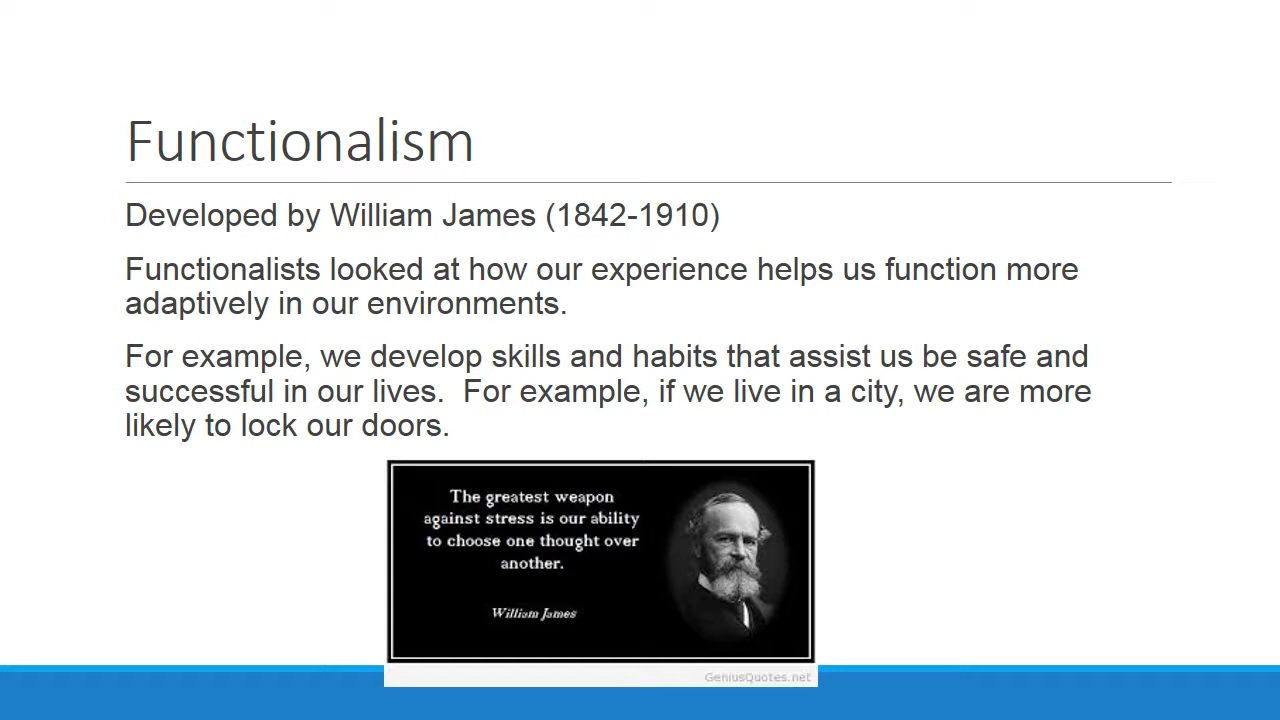 Functionalism
Developed by William James (1842-1910)
Functionalists looked at how our experience helps us function more
adaptively in our environments.
For example, we develop skills and habits that assist us be safe and
successful in our lives.  For example, if we live in a city, we are more
likely to lock our doors.
The greatest weapon
against stress is our ability
to choose one thought over
another.
William James
GeniusQuotes.net